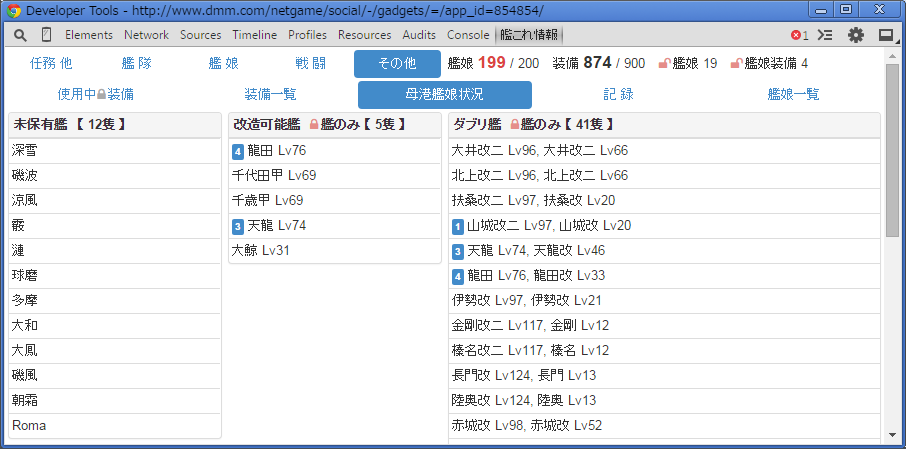 Developer Tools - http://www.dmm.com/netgame/social/-/gadgets/=/app_id=854854/
Elements Network Sources Timeline Profiles Resources Audits Console 艦これ情報 1
任務 他 艦 隊 艦 娘 戦 闘 その他 艦娘 199 / 200 装備 874 / 900 艦娘 19 艦娘装備 4
使用中装備 装備一覧 母港艦娘状況 記 録 艦娘一覧
未保有艦 【 12隻 】
深雪
磯波
涼風
霰
漣
球磨
多摩
大和
大鳳
磯風
朝霜
Roma
改造可能艦 艦のみ【 5隻 】
4 龍田 Lv76
千代田甲 Lv69
千歳甲 Lv69
3 天龍 Lv74
大鯨 Lv31
ダブリ艦 艦のみ【 41隻 】
大井改二 Lv96, 大井改二 Lv66
北上改二 Lv96, 北上改二 Lv66
扶桑改二 Lv97, 扶桑改 Lv20
1 山城改二 Lv97, 山城改 Lv20
3 天龍 Lv74, 天龍改 Lv46
4 龍田 Lv76, 龍田改 Lv33
伊勢改 Lv97, 伊勢改 Lv21
金剛改二 Lv117, 金剛 Lv12
榛名改二 Lv117, 榛名 Lv12
長門改 Lv124, 長門 Lv13
陸奥改 Lv124, 陸奥 Lv13
赤城改 Lv98, 赤城改 Lv52